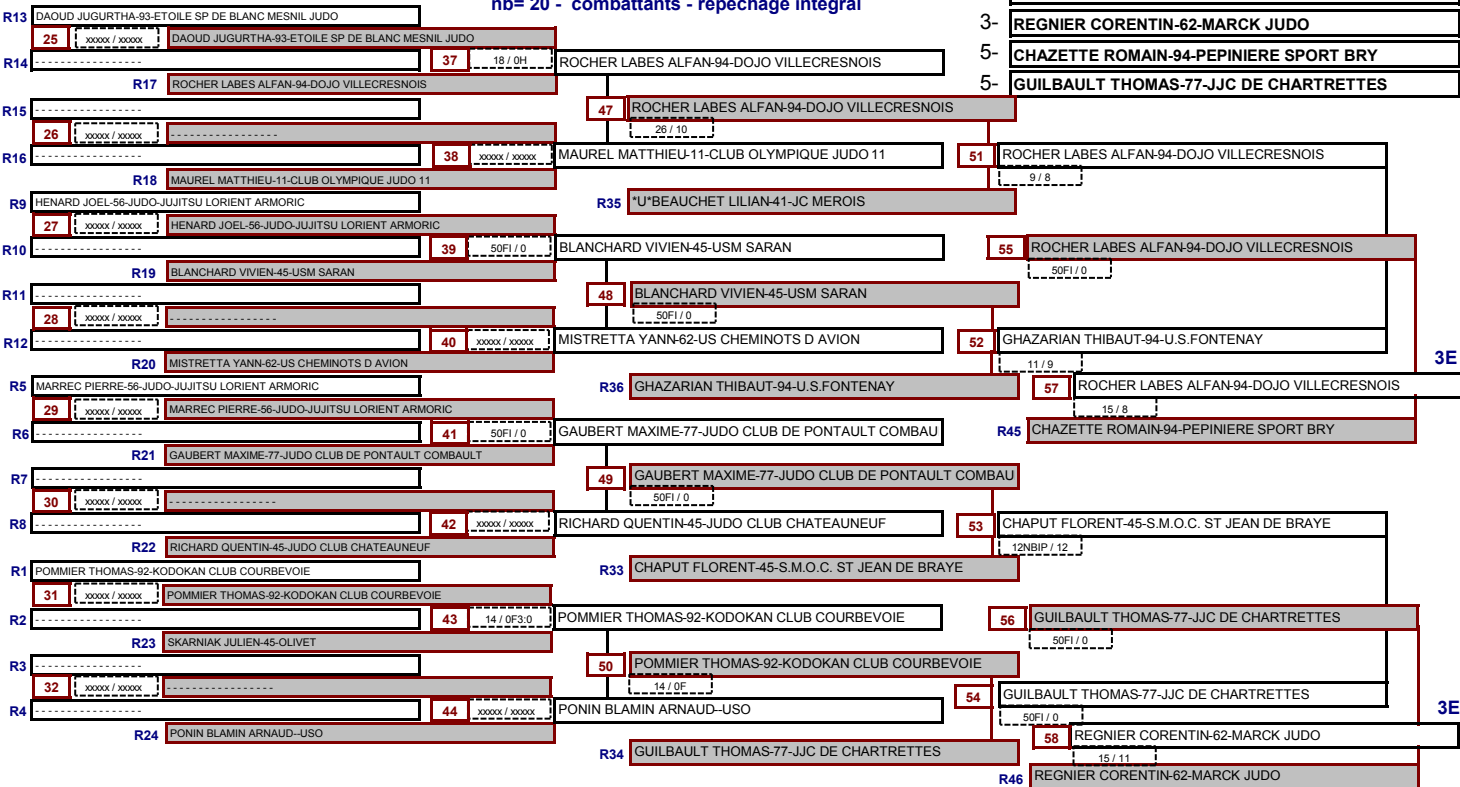 nb= 20 - combattants - repêchage intégral
3- REGNIER CORENTIN-62-MARCK JUDO
5- CHAZETTE ROMAIN-94-PEPINIERE SPORT BRY
5- GUILBAULT THOMAS-77-JJC DE CHARTRETTES
R13 DAOUD JUGURTHA-93-ETOILE SP DE BLANC MESNIL JUDO
25 xxxxx / xxxxx DAOUD JUGURTHA-93-ETOILE SP DE BLANC MESNIL JUDO
R14 - - - - - - - - - - - - - - - - 37 18 / 0H ROCHER LABES ALFAN-94-DOJO VILLECRESNOIS
R17 ROCHER LABES ALFAN-94-DOJO VILLECRESNOIS
R15 - - - - - - - - - - - - - - - - 47 ROCHER LABES ALFAN-94-DOJO VILLECRESNOIS
26 xxxxx / xxxxx - - - - - - - - - - - - - - - - 26 / 10
R16 - - - - - - - - - - - - - - - - 38 xxxxx / xxxxx MAUREL MATTHIEU-11-CLUB OLYMPIQUE JUDO 11 51 ROCHER LABES ALFAN-94-DOJO VILLECRESNOIS
R18 MAUREL MATTHIEU-11-CLUB OLYMPIQUE JUDO 11 9 / 8
R9 HENARD JOEL-56-JUDO-JUJITSU LORIENT ARMORIC R35 *U*BEAUCHET LILIAN-41-JC MEROIS
27 xxxxx / xxxxx HENARD JOEL-56-JUDO-JUJITSU LORIENT ARMORIC
R10 - - - - - - - - - - - - - - - - 39 50FI / 0 BLANCHARD VIVIEN-45-USM SARAN 55 ROCHER LABES ALFAN-94-DOJO VILLECRESNOIS
R19 BLANCHARD VIVIEN-45-USM SARAN 50FI / 0
R11 - - - - - - - - - - - - - - - - 48 BLANCHARD VIVIEN-45-USM SARAN
28 xxxxx / xxxxx - - - - - - - - - - - - - - - - 50FI / 0
R12 - - - - - - - - - - - - - - - - 40 xxxxx / xxxxx MISTRETTA YANN-62-US CHEMINOTS D AVION 52 GHAZARIAN THIBAUT-94-U.S.FONTENAY
R20 MISTRETTA YANN-62-US CHEMINOTS D AVION 11 / 9 3E
R5 MARREC PIERRE-56-JUDO-JUJITSU LORIENT ARMORIC R36 GHAZARIAN THIBAUT-94-U.S.FONTENAY 57 ROCHER LABES ALFAN-94-DOJO VILLECRESNOIS
29 xxxxx / xxxxx MARREC PIERRE-56-JUDO-JUJITSU LORIENT ARMORIC 15 / 8
R6 - - - - - - - - - - - - - - - - 41 50FI / 0 GAUBERT MAXIME-77-JUDO CLUB DE PONTAULT COMBAU R45 CHAZETTE ROMAIN-94-PEPINIERE SPORT BRY
R21 GAUBERT MAXIME-77-JUDO CLUB DE PONTAULT COMBAULT
R7 - - - - - - - - - - - - - - - - 49 GAUBERT MAXIME-77-JUDO CLUB DE PONTAULT COMBAU
30 xxxxx / xxxxx - - - - - - - - - - - - - - - - 50FI / 0
R8 - - - - - - - - - - - - - - - - 42 xxxxx / xxxxx RICHARD QUENTIN-45-JUDO CLUB CHATEAUNEUF 53 CHAPUT FLORENT-45-S.M.O.C. ST JEAN DE BRAYE
R22 RICHARD QUENTIN-45-JUDO CLUB CHATEAUNEUF 12NBIP / 12
R1 POMMIER THOMAS-92-KODOKAN CLUB COURBEVOIE R33 CHAPUT FLORENT-45-S.M.O.C. ST JEAN DE BRAYE
31 xxxxx / xxxxx POMMIER THOMAS-92-KODOKAN CLUB COURBEVOIE
R2 - - - - - - - - - - - - - - - - 43 14 / 0F3:0 POMMIER THOMAS-92-KODOKAN CLUB COURBEVOIE 56 GUILBAULT THOMAS-77-JJC DE CHARTRETTES
R23 SKARNIAK JULIEN-45-OLIVET 50FI / 0
R3 - - - - - - - - - - - - - - - - 50 POMMIER THOMAS-92-KODOKAN CLUB COURBEVOIE
32 xxxxx / xxxxx - - - - - - - - - - - - - - - - 14 / 0F
R4 - - - - - - - - - - - - - - - - 44 xxxxx / xxxxx PONIN BLAMIN ARNAUD--USO 54 GUILBAULT THOMAS-77-JJC DE CHARTRETTES 3E
R24 PONIN BLAMIN ARNAUD--USO 50FI / 0
58 REGNIER CORENTIN-62-MARCK JUDO
R34 GUILBAULT THOMAS-77-JJC DE CHARTRETTES 15 / 11
R46 REGNIER CORENTIN-62-MARCK JUDO